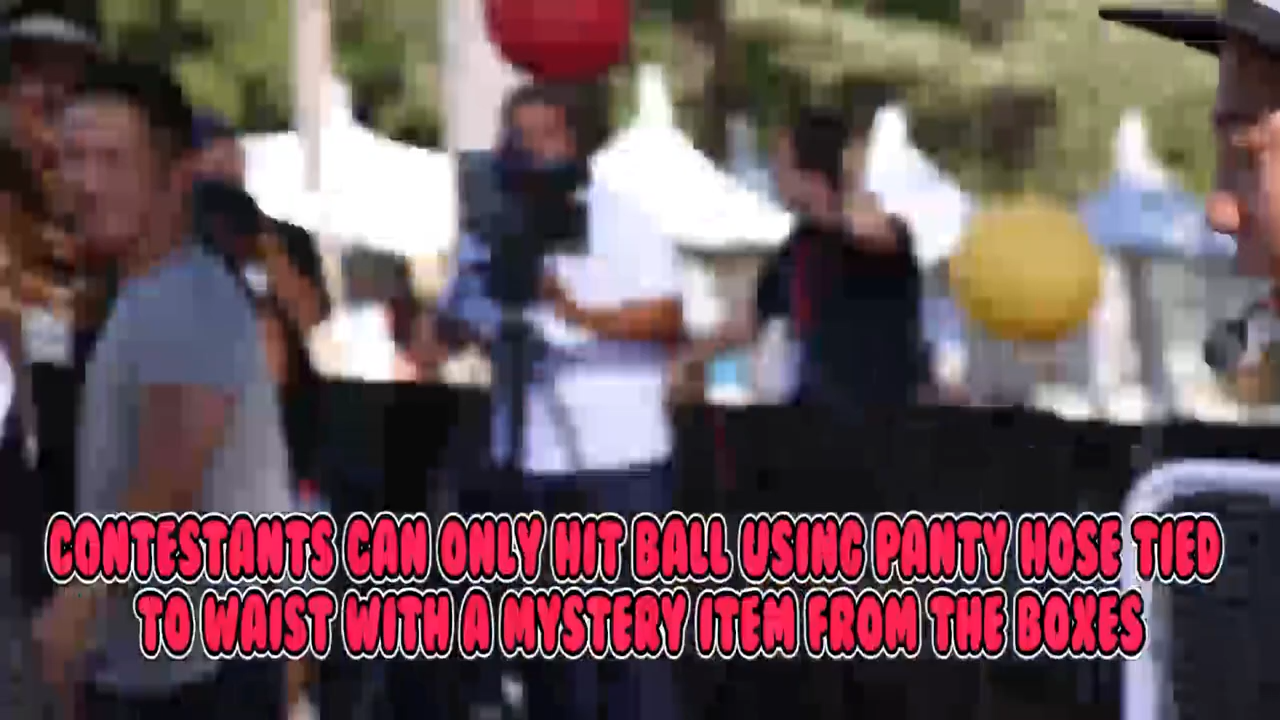 CONTESTANTS CAN ONLY HIT BALL USING PANTY HOSE TIED
TO WAIST WITH A MYSTERY ITEM FROM THE BOXES